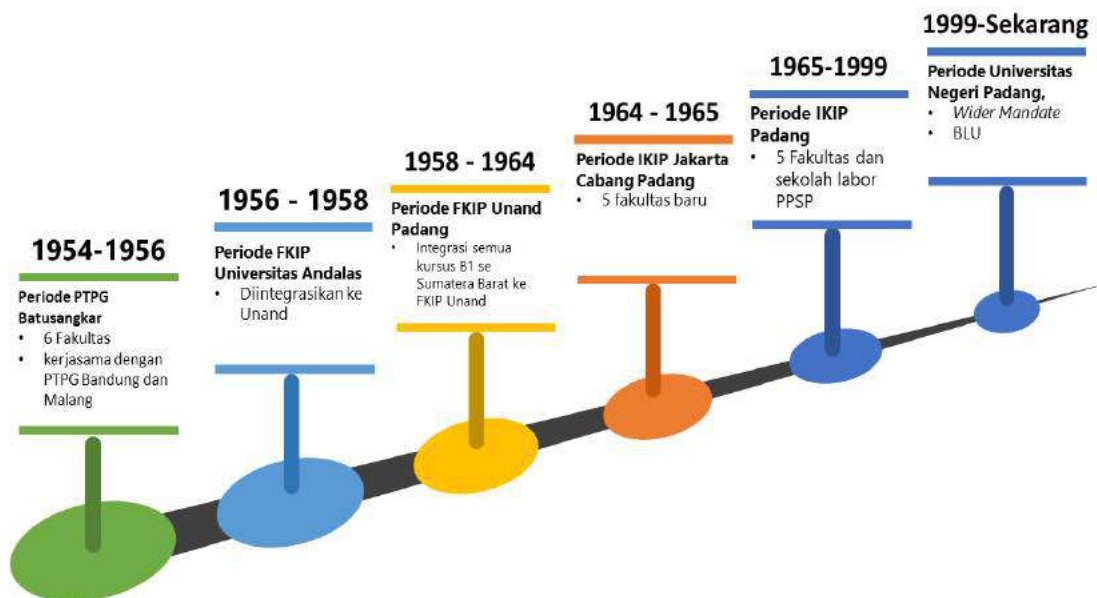 1954-1956
Periode PTPG
Batusangkar
• 6 Fakultas
• kerjasama dengan
PTPG Bandung dan
Malang
1956 - 1958
Periode FKIP
Universitas Andalas
• Diintegrasikan ke
Unand
1958 - 1964
Periode FKIP Unand
Padang
• Integrasi semua
kursus B1 se
Sumatera Barat ke
FKIP Unand
1964 - 1965
Periode IKIP Jakarta
Cabang Padang
• 5 fakultas baru
1965-1999
Periode IKIP
Padang
• 5 Fakultas dan
sekolah labor
PPSP
1999-Sekarang
Periode Universitas
Negeri Padang,
• Wider Mandate
• BLU